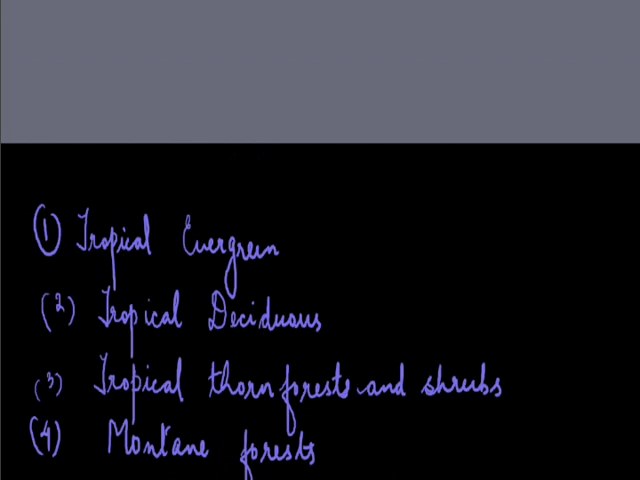 ① Tropical Evergreen
(2) Tropical Deciduous
(3) Tropical thorn forests and shrubs
(4) Montane forests